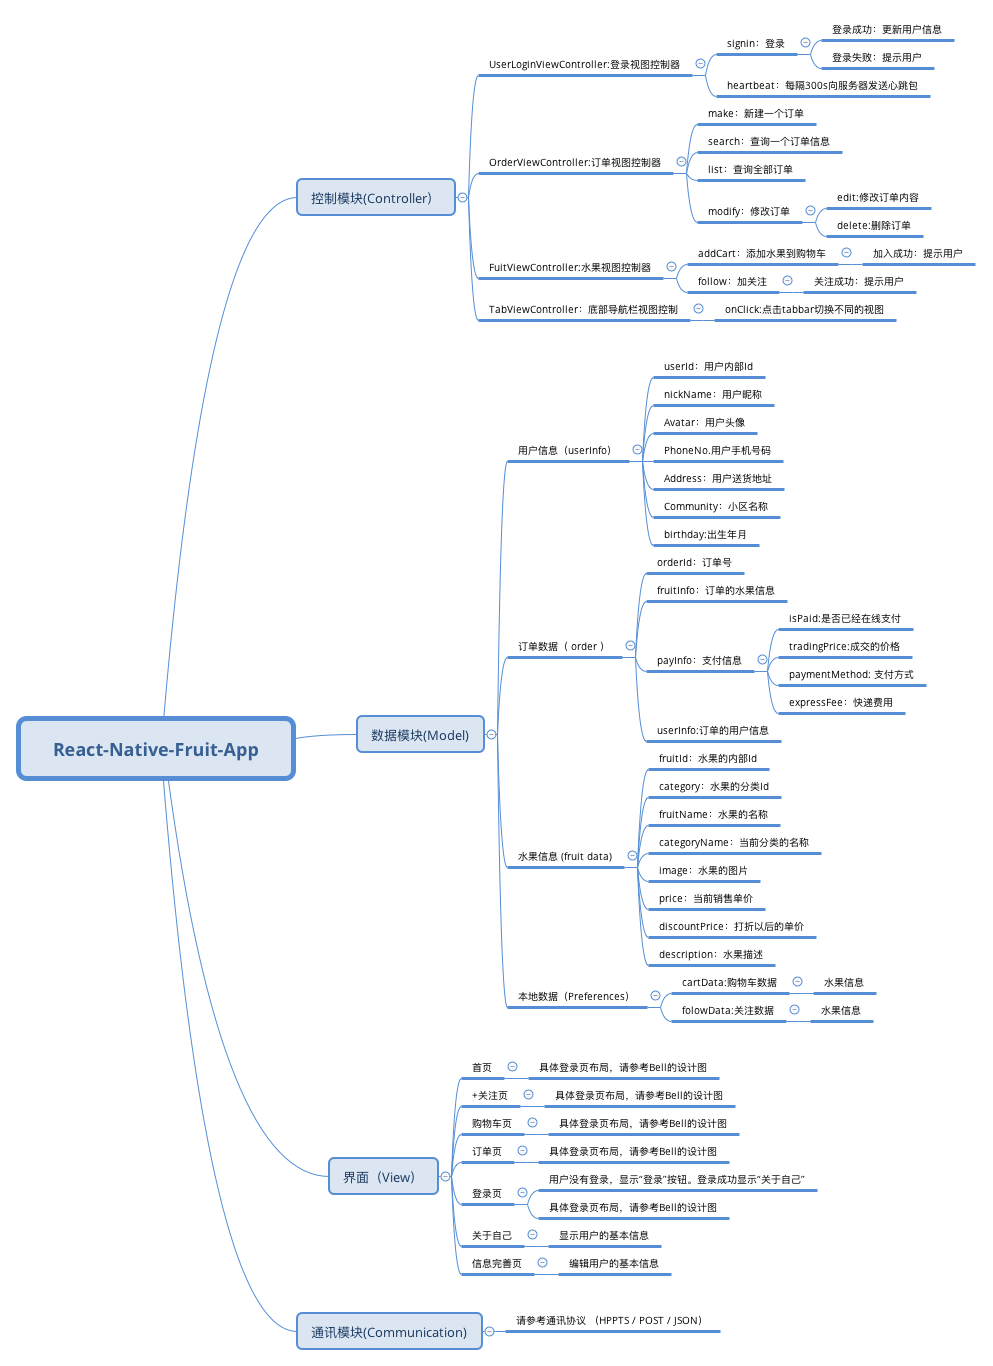 React-Native-Fruit-App
控制模块(Controller）
UserLoginViewController:登录视图控制器
signin：登录
登录成功：更新用户信息
登录失败：提示用户
heartbeat：每隔300s向服务器发送心跳包
OrderViewController:订单视图控制器
make：新建一个订单
search：查询一个订单信息
list：查询全部订单
modify：修改订单
edit:修改订单内容
delete:删除订单
FuitViewController:水果视图控制器
addCart：添加水果到购物车
加入成功：提示用户
follow：加关注
关注成功：提示用户
TabViewController：底部导航栏视图控制
onClick:点击tabbar切换不同的视图
数据模块(Model)
用户信息（userInfo）
userId：用户内部Id
nickName：用户昵称
Avatar：用户头像
PhoneNo.用户手机号码
Address：用户送货地址
Community：小区名称
birthday:出生年月
订单数据（ order ）
orderId：订单号
fruitInfo：订单的水果信息
payInfo：支付信息
isPaid:是否已经在线支付
tradingPrice:成交的价格
paymentMethod: 支付方式
expressFee：快递费用
userInfo:订单的用户信息
水果信息 (fruit data)
fruitId：水果的内部Id
category：水果的分类Id
fruitName：水果的名称
categoryName：当前分类的名称
image：水果的图片
price：当前销售单价
discountPrice：打折以后的单价
description：水果描述
本地数据（Preferences）
cartData:购物车数据
水果信息
folowData:关注数据
水果信息
界面（View）
首页
具体登录页布局，请参考Bell的设计图
+关注页
具体登录页布局，请参考Bell的设计图
购物车页
具体登录页布局，请参考Bell的设计图
订单页
具体登录页布局，请参考Bell的设计图
登录页
用户没有登录，显示“登录”按钮。登录成功显示“关于自己”
具体登录页布局，请参考Bell的设计图
关于自己
显示用户的基本信息
信息完善页
编辑用户的基本信息
通讯模块(Communication)
请参考通讯协议 （HPPTS / POST / JSON）